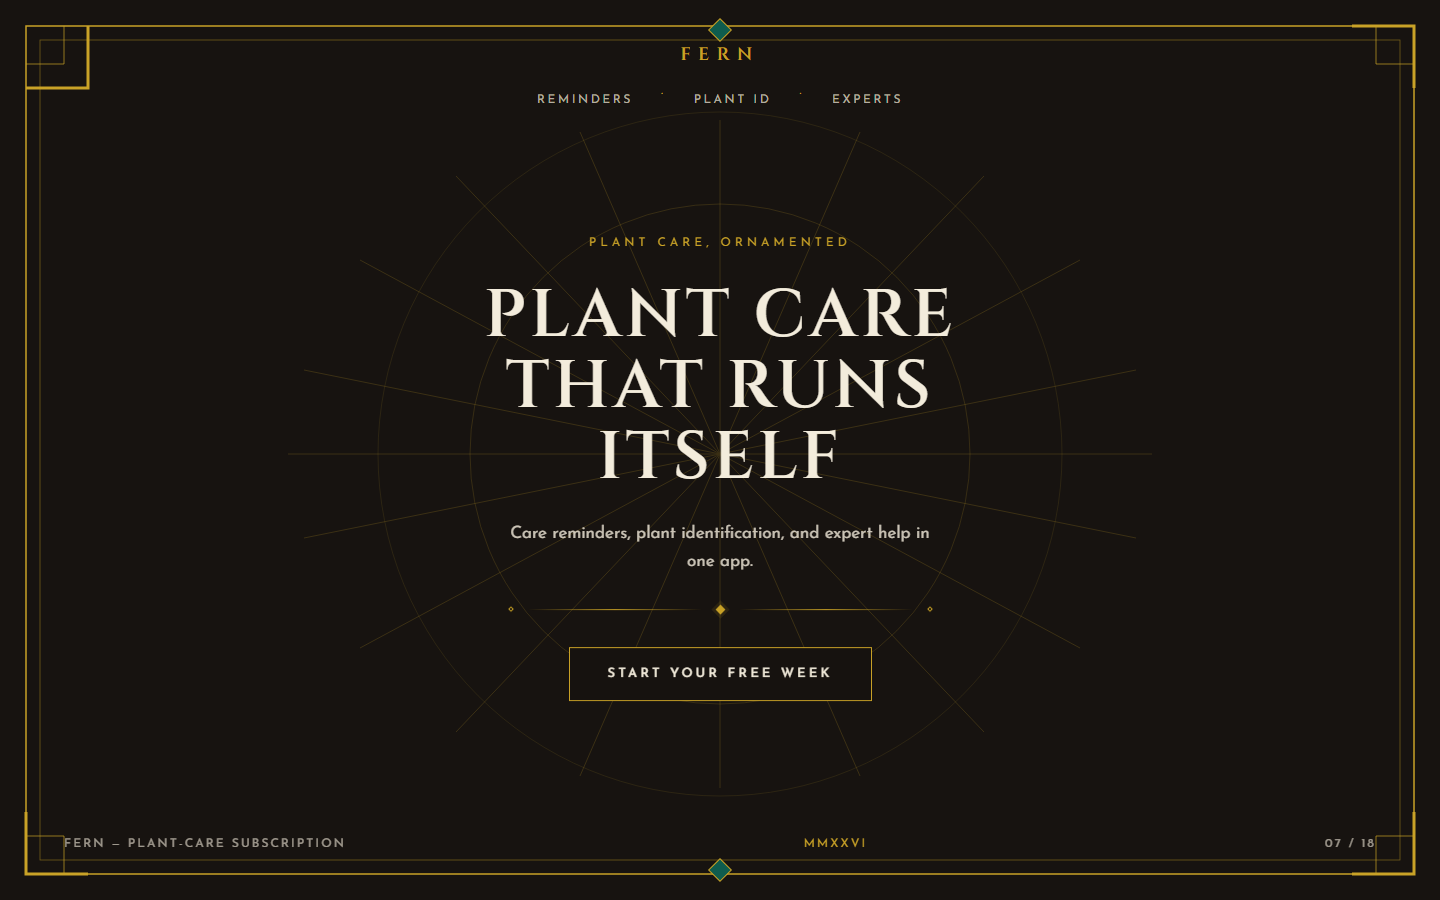 FERN
REMINDERS · PLANT ID · EXPERTS
PLANT CARE, ORNAMENTED
PLANT CARE
THAT RUNS
ITSELF
Care reminders, plant identification, and expert help in
one app.
START YOUR FREE WEEK
FERN — PLANT-CARE SUBSCRIPTION
MMXXVI
07 / 18